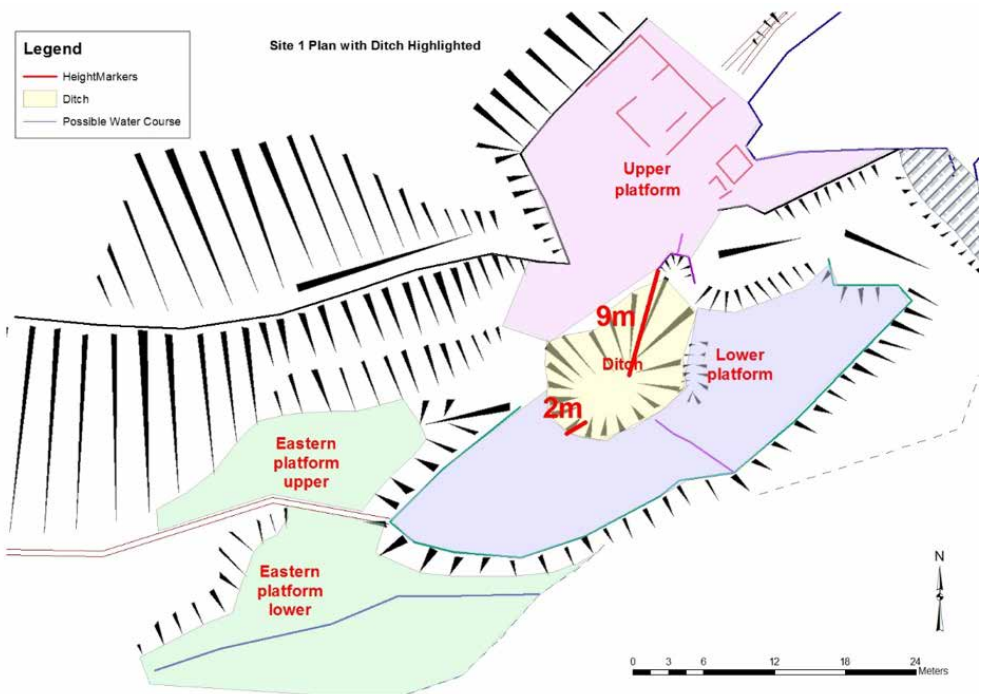 Site 1 Plan with Ditch Highlighted
Legend
HeightMarkers
Ditch
Possible Water Course
Upper
platform
9m
Ditch
Lower
platform
2m
Eastern
platform
upper
Eastern
platform
lower
N
0 3 6 12 18 24
Meters